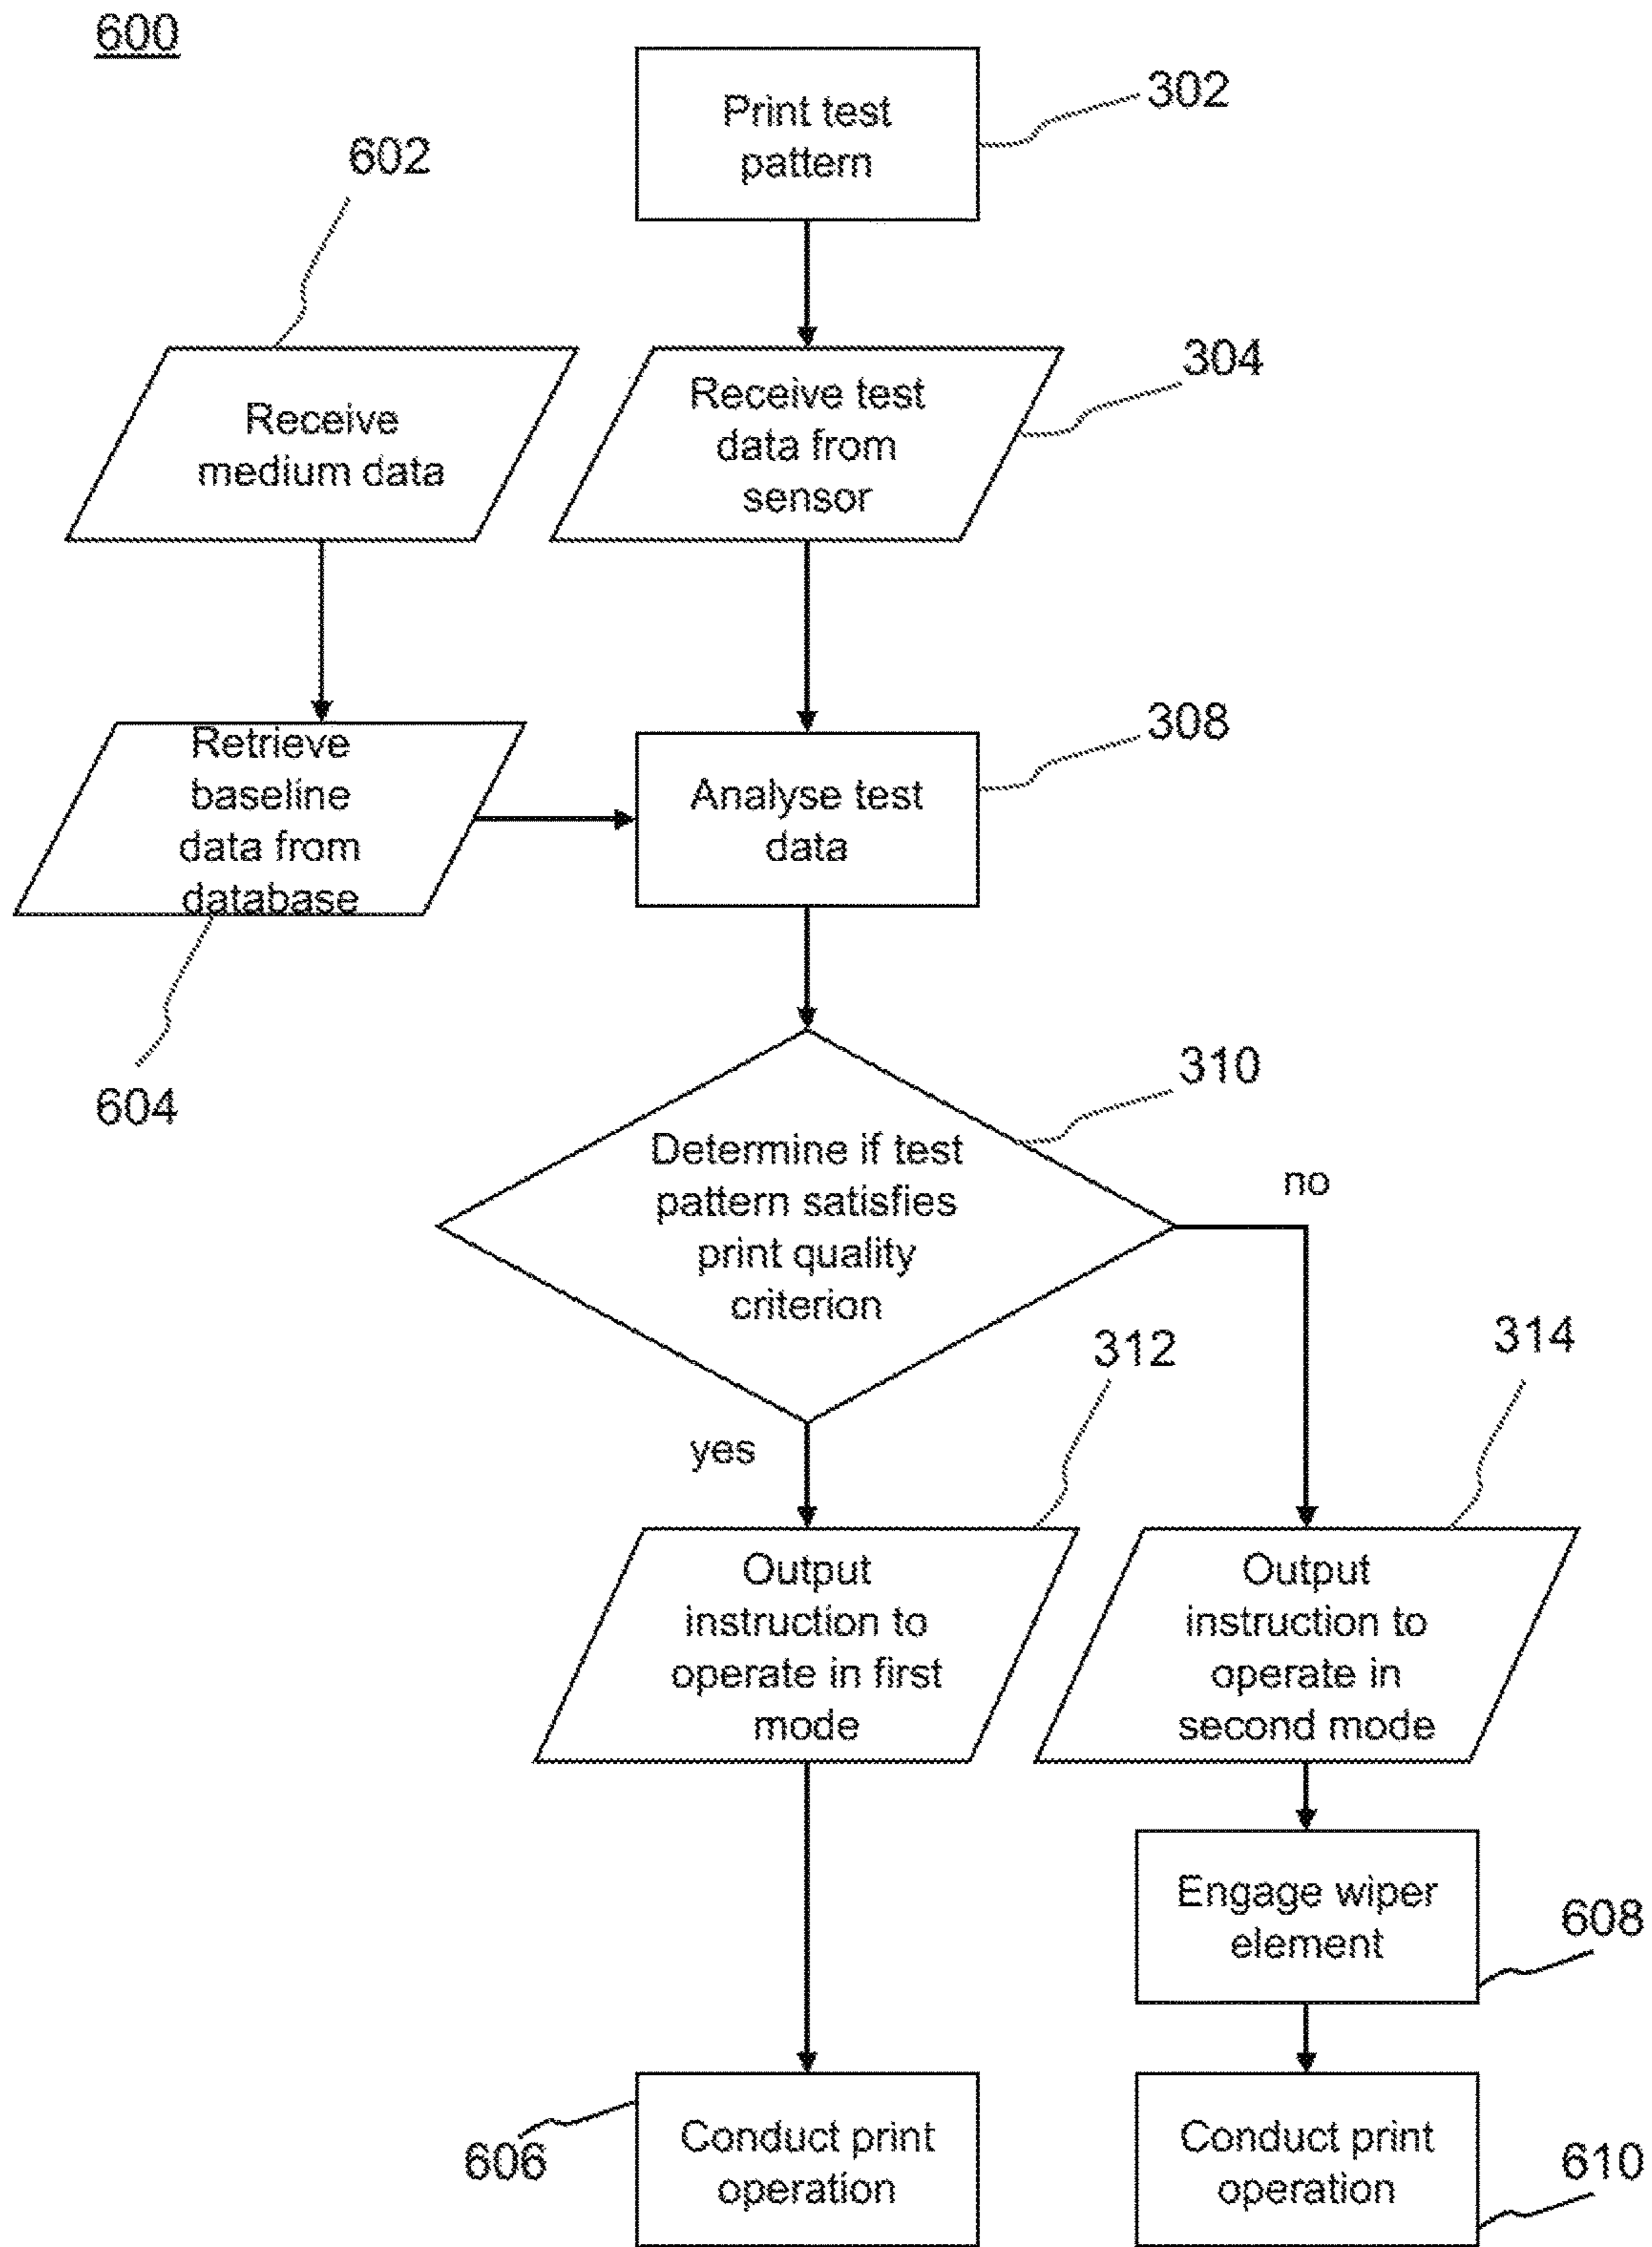 600
Print test
pattern
302
602
Receive
medium data
Receive test
data from
sensor
304
Retrieve
baseline
data from
database
604
Analyse test
data
308
Determine if test
pattern satisfies
print quality
criterion
310
no
yes
312
314
Output
instruction to
operate in first
mode
Output
instruction to
operate in
second mode
Engage wiper
element
608
606
Conduct print
operation
Conduct print
operation
610